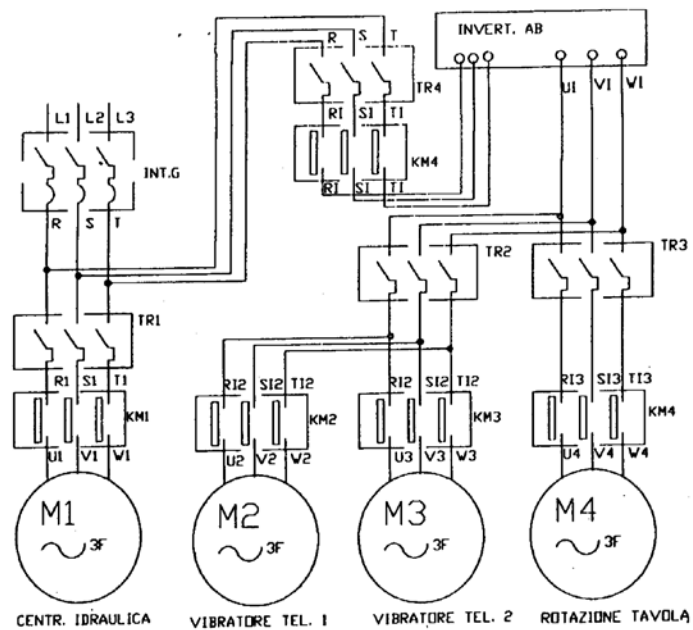 R S T
INVERT. AB
TR4
U1 V1 W1
L1 L2 L3
RI SI TI
INT.G
KM4
RI SI TI
R S T
TR2
TR3
TR1
R1 S1 T1
RI2 SI2 TI2
RI2 SI2 TI2
RI3 SI3 TI3
KM1
KM2
KM3
KM4
U1 V1 W1
U2 V2 W2
U3 V3 W3
U4 V4 W4
M1
3F
M2
3F
M3
3F
M4
3F
CENTR. IDRAULICA
VIBRATORE TEL. 1
VIBRATORE TEL. 2
ROTAZIONE TAVOLA